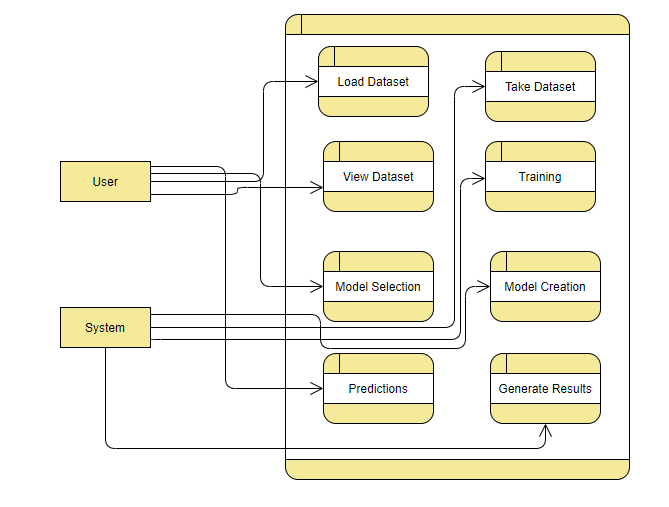 Load Dataset
Take Dataset
User
View Dataset
Training
Model Selection
Model Creation
System
Predictions
Generate Results